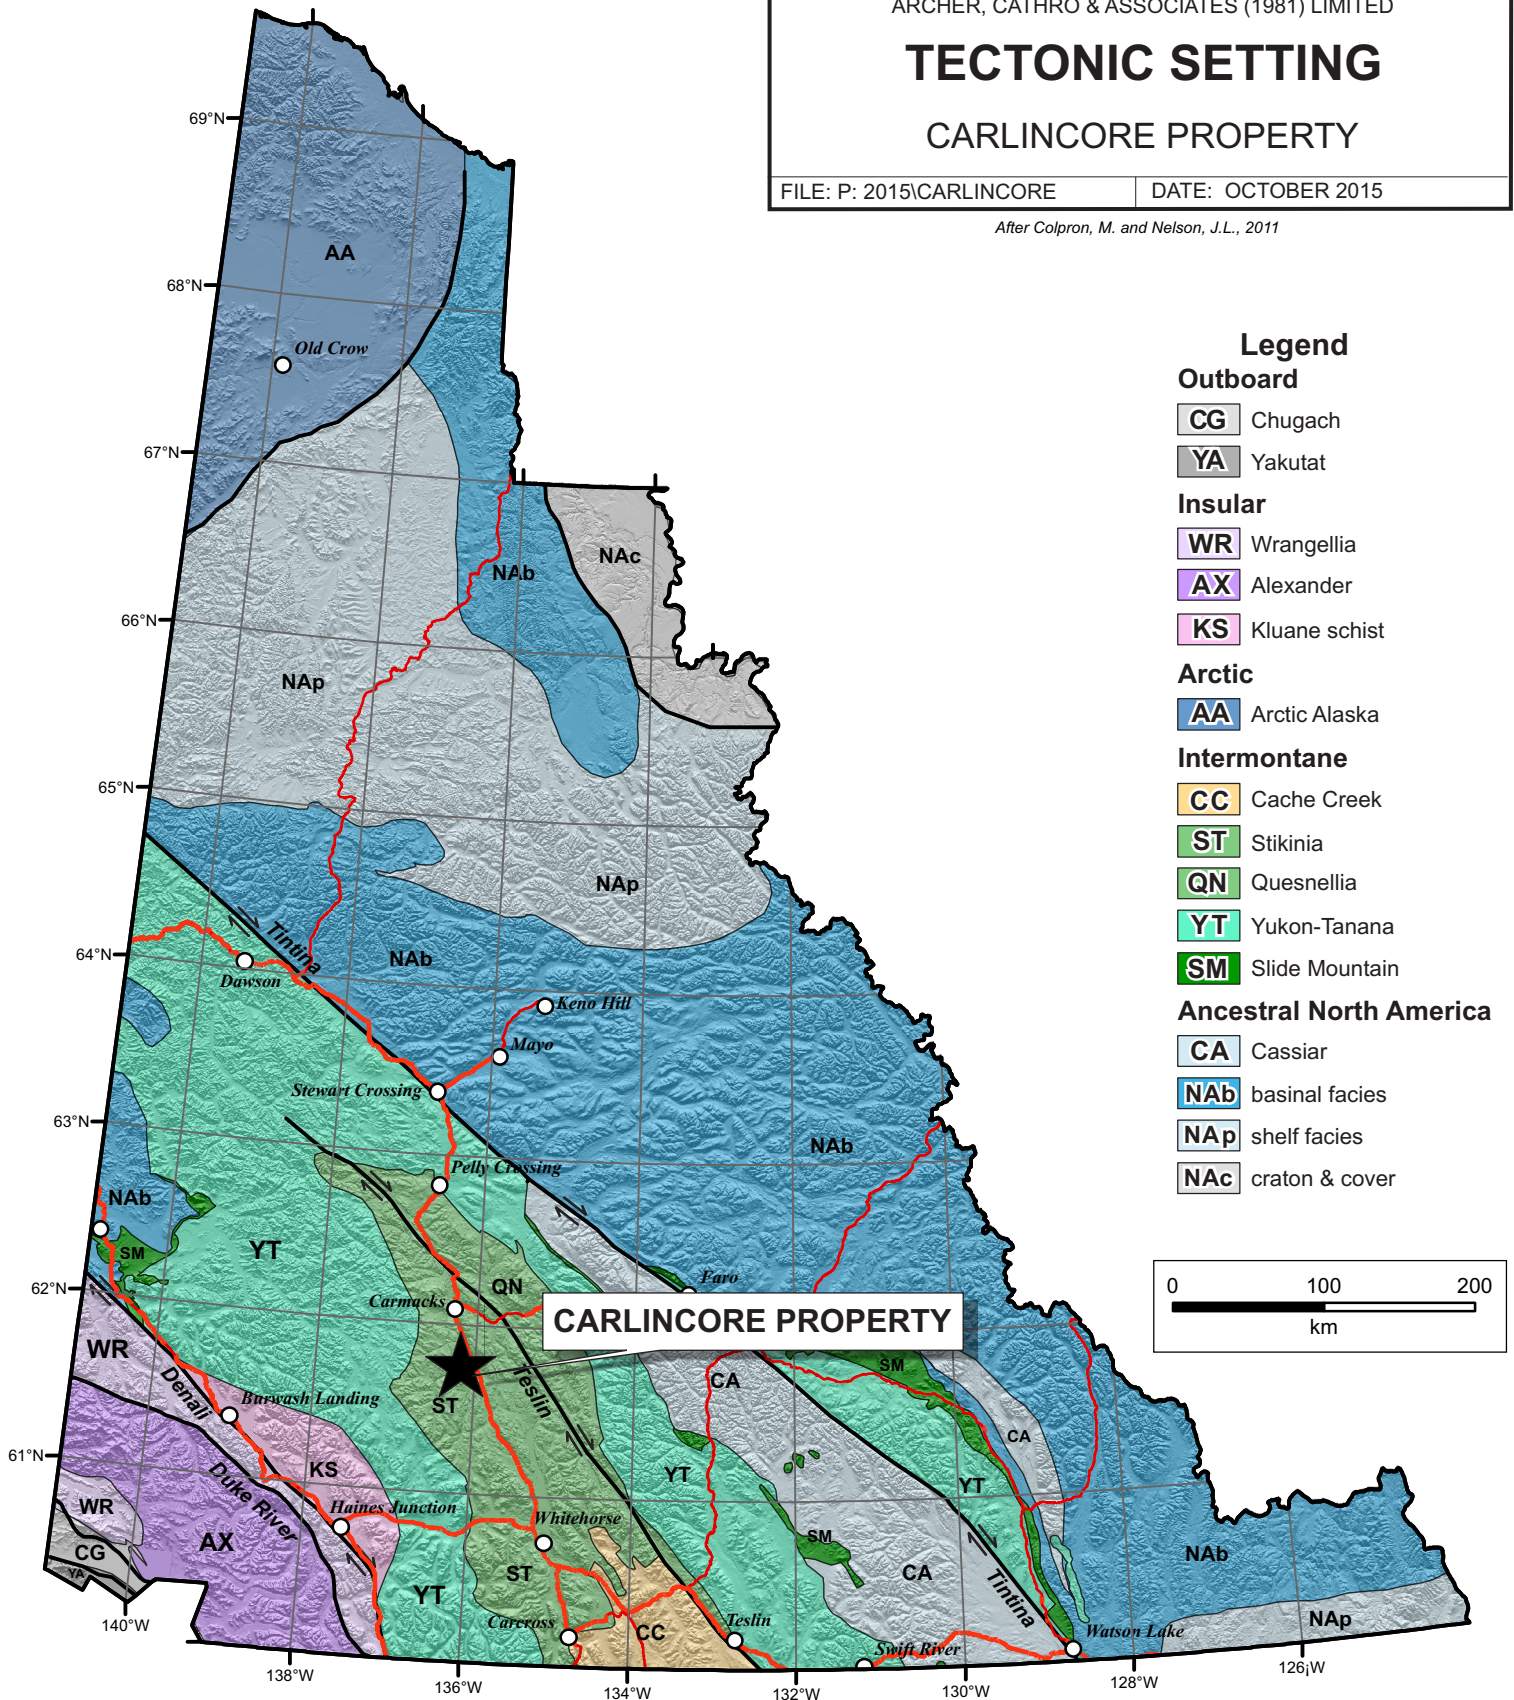 ARCHER, CATHRO & ASSOCIATES (1981) LIMITED
TECTONIC SETTING
CARLINCORE PROPERTY
FILE: P: 2015\CARLINCORE
DATE: OCTOBER 2015
After Colpron, M. and Nelson, J.L., 2011
Legend
Outboard
CG Chugach
YA Yakutat
Insular
WR Wrangellia
AX Alexander
KS Kluane schist
Arctic
AA Arctic Alaska
Intermontane
CC Cache Creek
ST Stikinia
QN Quesnellia
YT Yukon-Tanana
SM Slide Mountain
Ancestral North America
CA Cassiar
NAb basinal facies
NAp shelf facies
NAc craton & cover
0 100 200
km
69°N
AA
68°N
Old Crow
67°N
NAc
NAb
66°N
NAp
65°N
NAp
Tintina
64°N
NAb
Dawson
Keno Hill
Mayo
Stewart Crossing
63°N
NAb
Pelly Crossing
NAb
YT
SM
62°N
QN
Faro
Carmacks
CARLINCORE PROPERTY
WR
SM
CA
Denali
Burwash Landing
Teslin
ST
CA
61°N
KS
Duke River
YT
YT
WR
Haines Junction
Whitehorse
SM
AX
CG
YA
NAb
ST
CA
YT
Tintina
140°W
Carcross
CC
Teslin
Swift River
Watson Lake
NAp
138°W
136°W
134°W
132°W
130°W
128°W
126°W